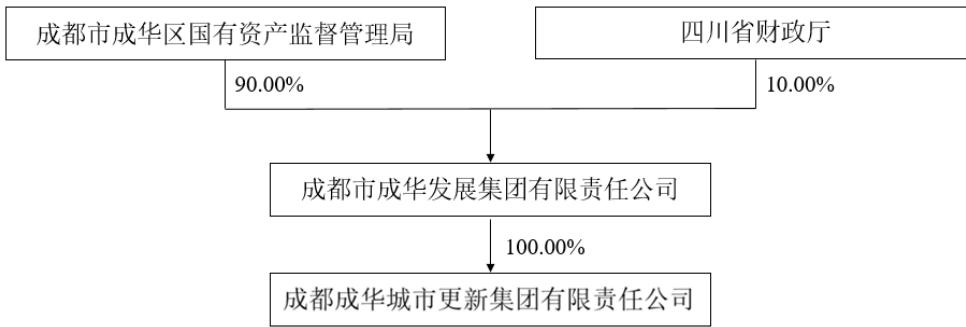 成都市成华区国有资产监督管理局
四川省财政厅
90.00%
10.00%
成都市成华发展集团有限责任公司
100.00%
成都成华城市更新集团有限责任公司